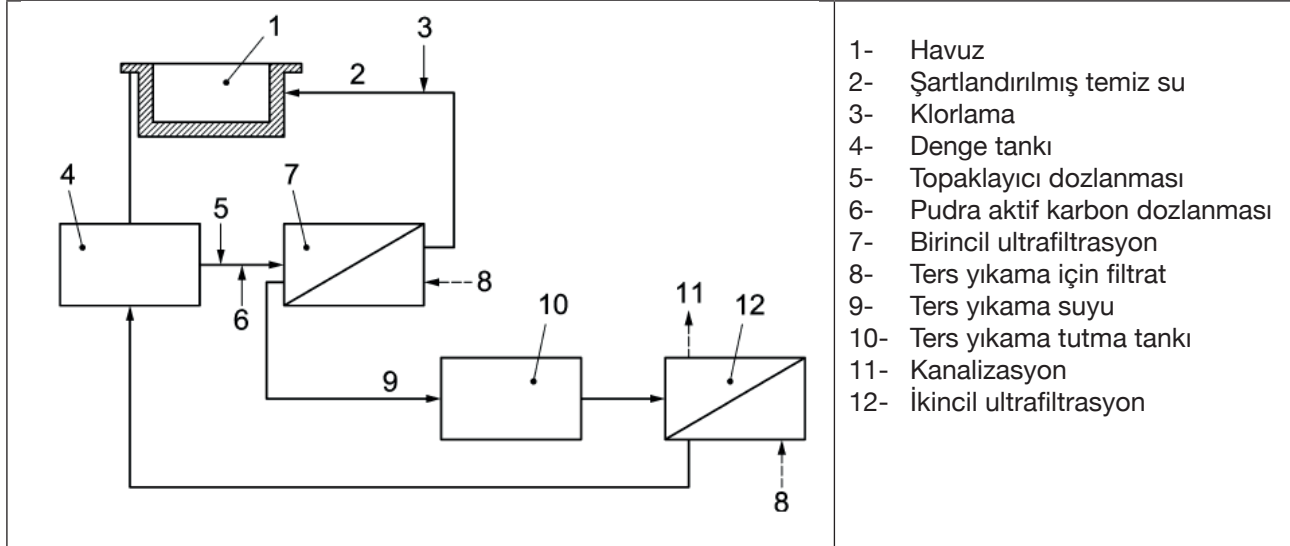 1
3
2
4
5
7
6
8
9
10
11
12
8
1- Havuz
2- Şartlandırılmış temiz su
3- Klorlama
4- Denge tankı
5- Topaklayıcı dozlanması
6- Pudra aktif karbon dozlanması
7- Birincil ultrafiltrasyon
8- Ters yıkama için filtrat
9- Ters yıkama suyu
10- Ters yıkama tutma tankı
11- Kanalizasyon
12- İkincil ultrafiltrasyon